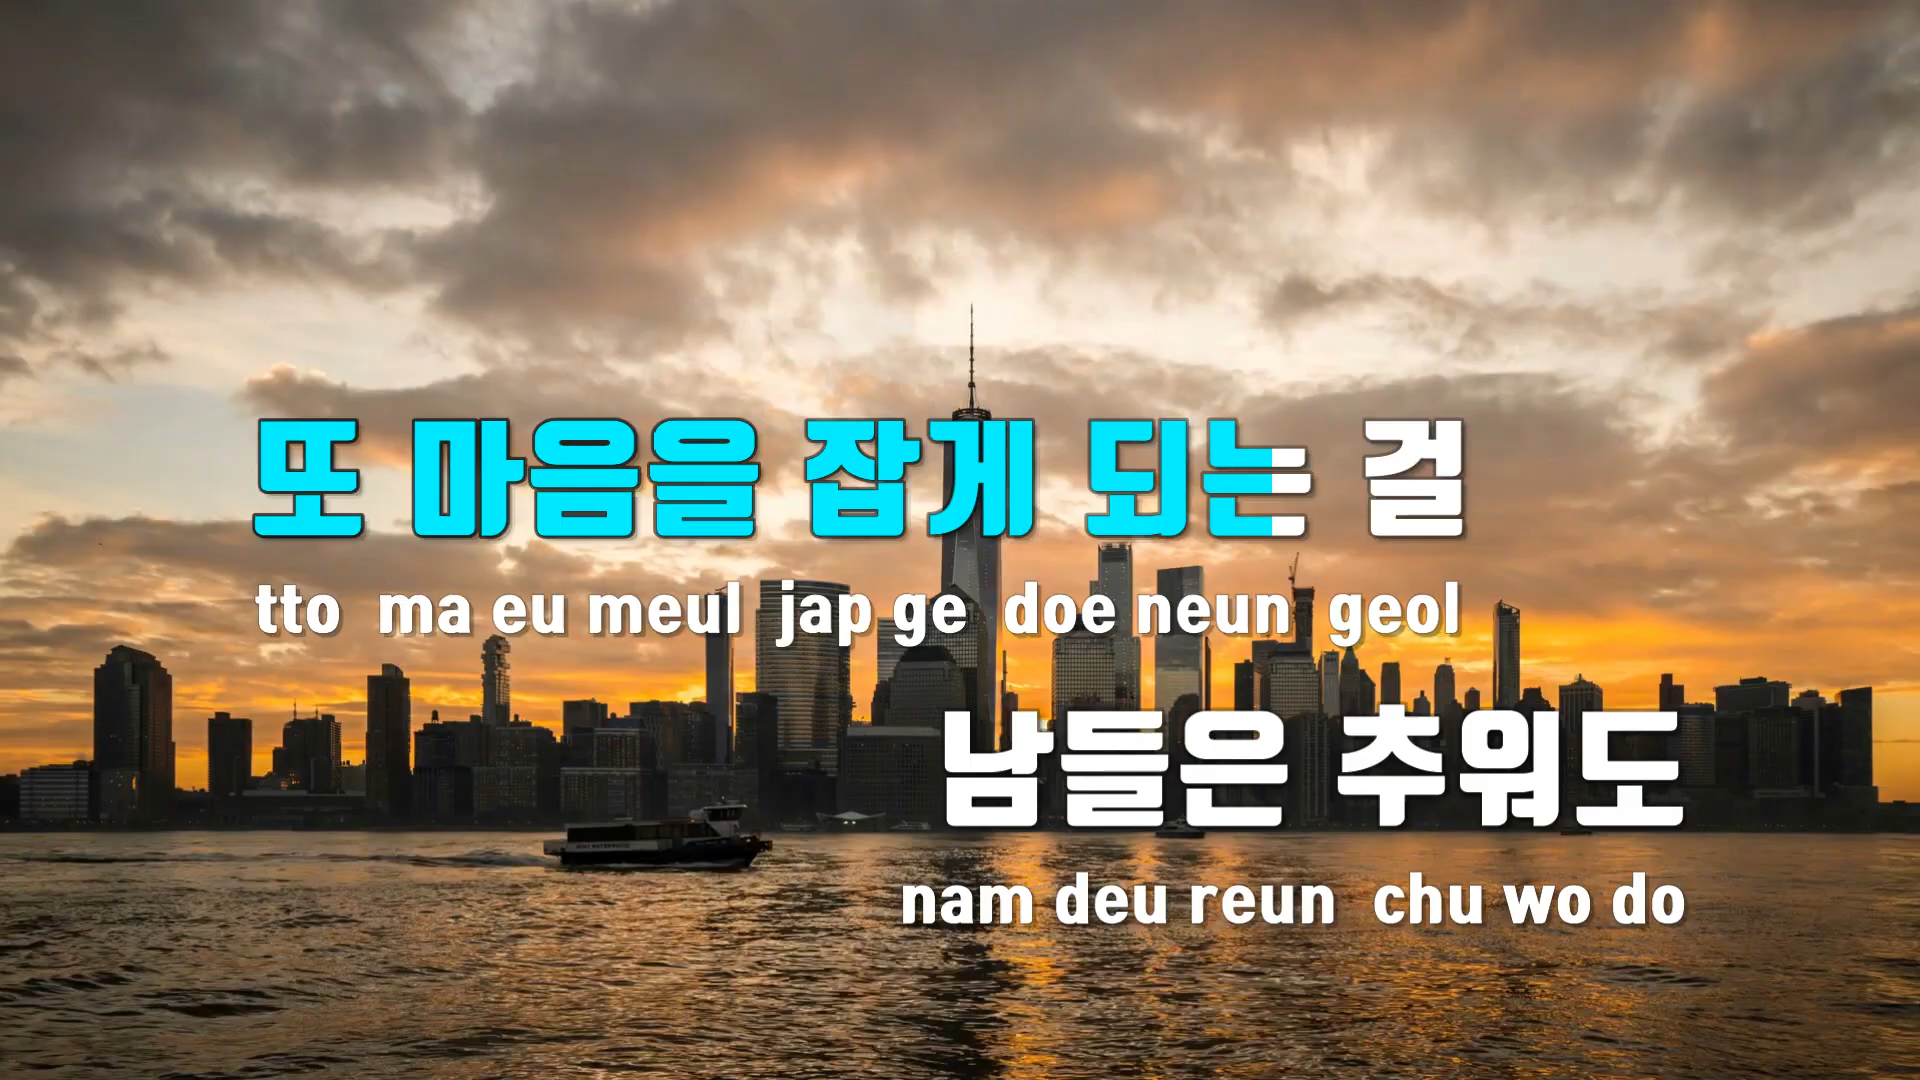 또 마음을 잡게 되는 걸
tto ma eu meul jap ge doe neun geol
남들은 추워도
nam deu reun chu wo do